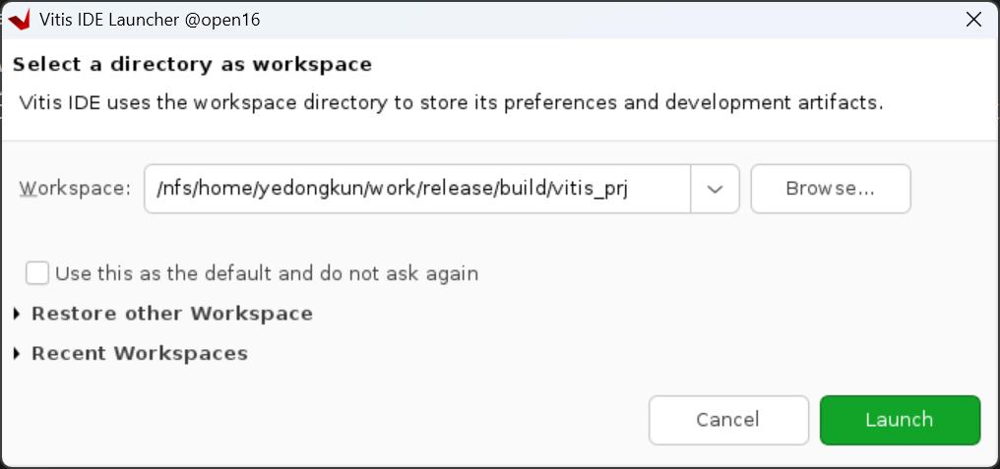 Vitis IDE Launcher @open16
Select a directory as workspace
Vitis IDE uses the workspace directory to store its preferences and development artifacts.
Workspace: /nfs/home/yedongkun/work/release/build/vitis_prj Browse...
Use this as the default and do not ask again
Restore other Workspace
Recent Workspaces
Cancel Launch